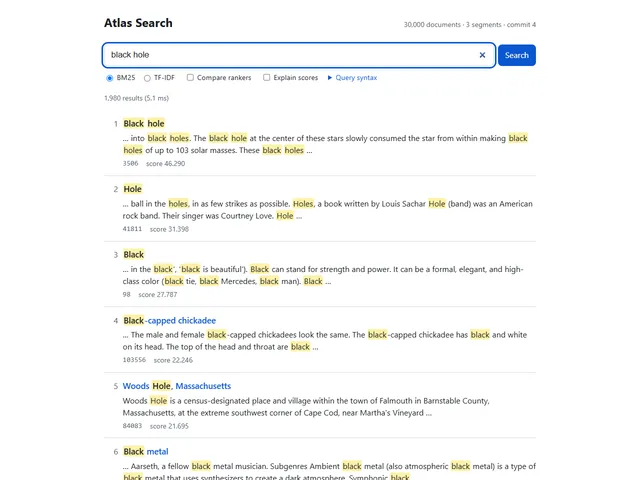 Atlas Search
30,000 documents · 3 segments · commit 4
black hole
Search
BM25 TF-IDF Compare rankers Explain scores Query syntax
1,980 results (5.1 ms)
1 Black hole
... into black holes. The black hole at the center of these stars slowly consumed the star from within making black
holes of up to 103 solar masses. These black holes ...
3506 score 46.290
2 Hole
... ball in the holes, in as few strikes as possible. Holes, a book written by Louis Sachar Hole (band) was an American
rock band. Their singer was Courtney Love. Hole ...
41811 score 31.398
3 Black
... in the black', 'black is beautiful'). Black can stand for strength and power. It can be a formal, elegant, and high-
class color (black tie, black Mercedes, black man). Black ...
98 score 27.787
4 Black-capped chickadee
... The male and female black-capped chickadees look the same. The black-capped chickadee has black and white
on its head. The top of the head and throat are black ...
103556 score 22.246
5 Woods Hole, Massachusetts
Woods Hole is a census-designated place and village within the town of Falmouth in Barnstable County,
Massachusetts, at the extreme southwest corner of Cape Cod, near Martha's Vineyard ...
84083 score 21.695
6 Black metal
... Aarseth, a fellow black metal musician. Subgenres Ambient black metal (also atmospheric black metal) is a type of
black metal that uses synthesizers to create a dark atmosphere. Symphonic black